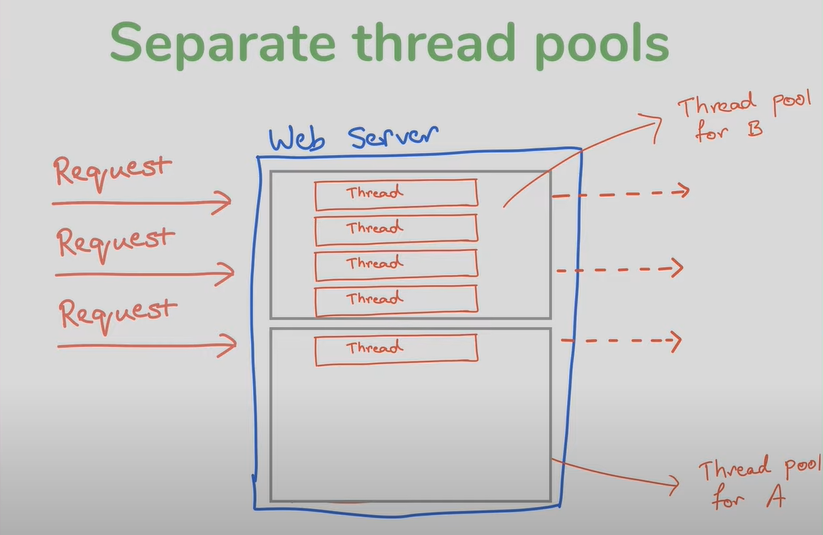 Separate thread pools
Web Server
Thread pool
for B
Request
Request
Request
Thread
Thread
Thread
Thread
Thread
Thread pool
for A